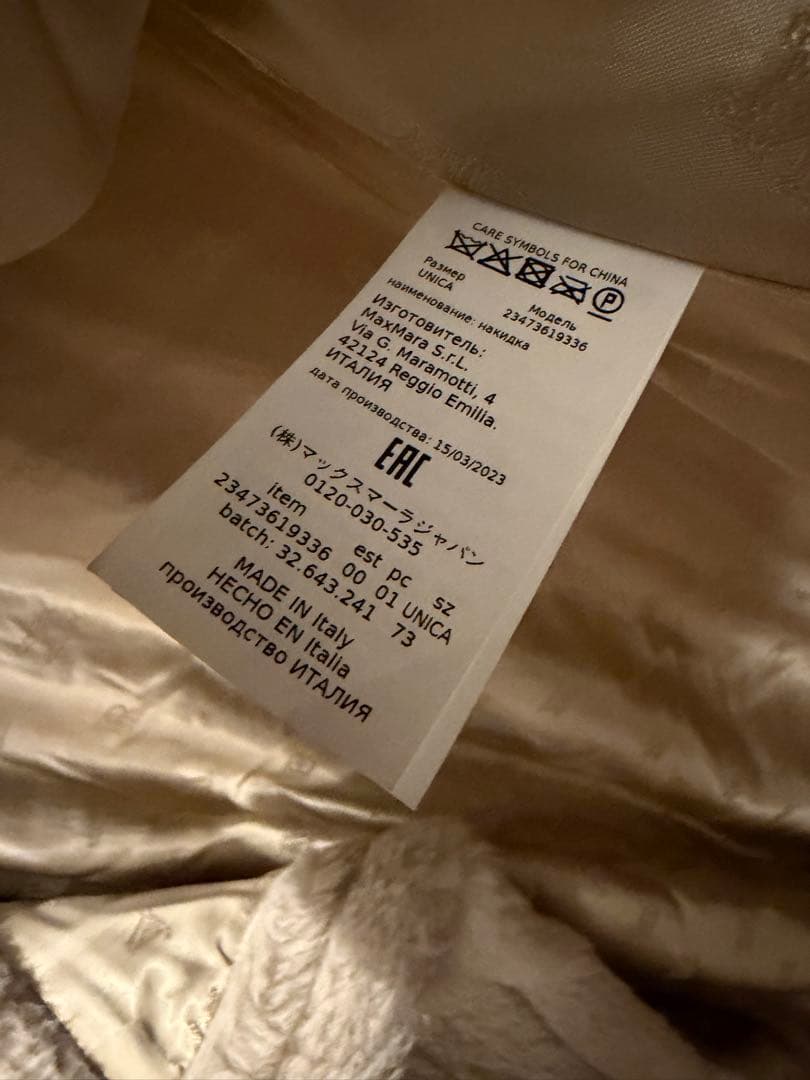 CARE SYMBOLS FOR CHINA
P
Размер Модель
UNICA 23473619336
наименование: накидка
Изготовитель:
MaxMara S.r.L.
Via G. Maramotti, 4
42124 Reggio Emilia.
ИТАЛИЯ
дата производства: 15/03/2023
EAC
(株)マックスマーラジャパン
0120-030-535
item est pc sz
23473619336 00 01 UNICA
batch: 32.643.241 73
MADE IN Italy
HECHO EN Italia
производство ИТАЛИЯ